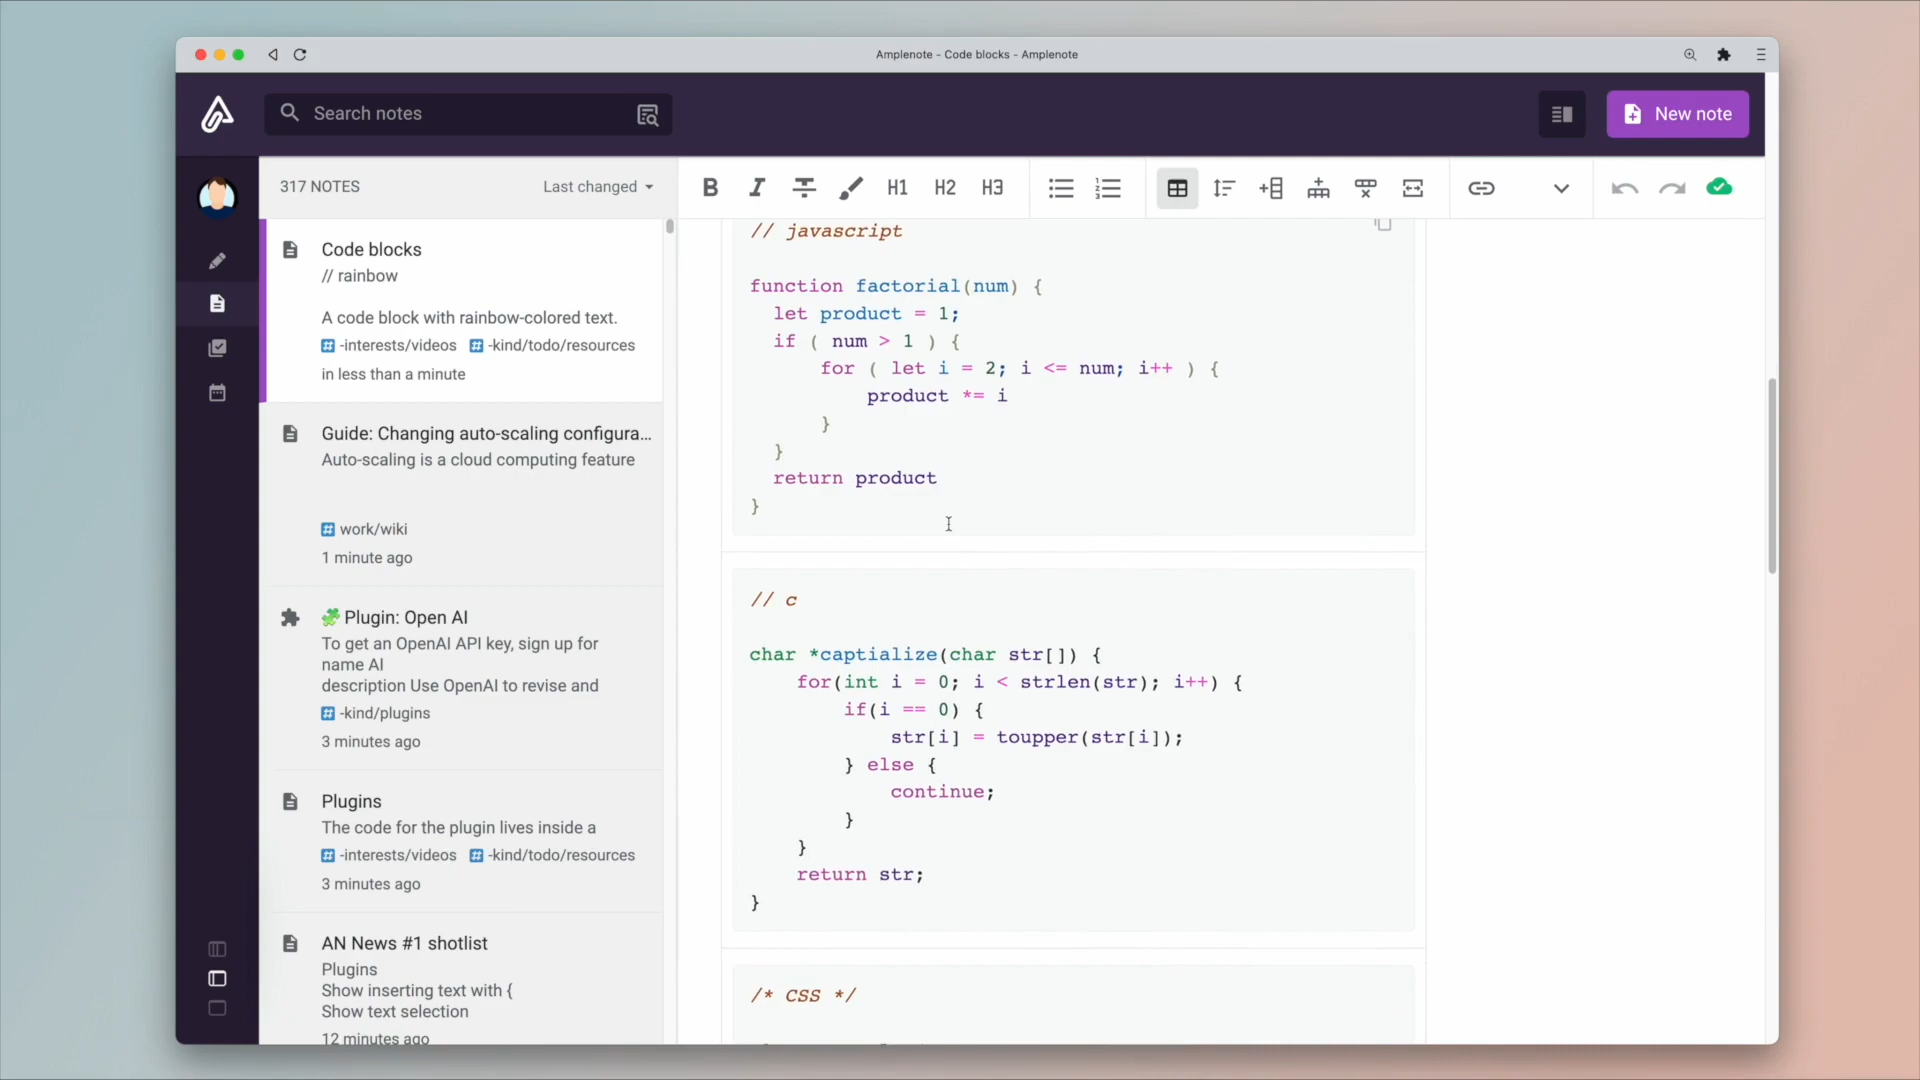 Amplenote - Code blocks - Amplenote
Search notes
New note
317 NOTES
Last changed
B I H1 H2 H3
Code blocks
// rainbow
A code block with rainbow-colored text.
# -interests/videos # -kind/todo/resources
in less than a minute
Guide: Changing auto-scaling configura...
Auto-scaling is a cloud computing feature
# work/wiki
1 minute ago
Plugin: Open AI
To get an OpenAI API key, sign up for
name AI
description Use OpenAI to revise and
# -kind/plugins
3 minutes ago
Plugins
The code for the plugin lives inside a
# -interests/videos # -kind/todo/resources
3 minutes ago
AN News #1 shotlist
Plugins
Show inserting text with {
Show text selection
12 minutes ago
// javascript
function factorial(num) {
  let product = 1;
  if ( num > 1 ) {
      for ( let i = 2; i <= num; i++ ) {
          product *= i
      }
  }
  return product
}
// c
char *captialize(char str[]) {
    for(int i = 0; i < strlen(str); i++) {
        if(i == 0) {
            str[i] = toupper(str[i]);
        } else {
            continue;
        }
    }
    return str;
}
/* CSS */